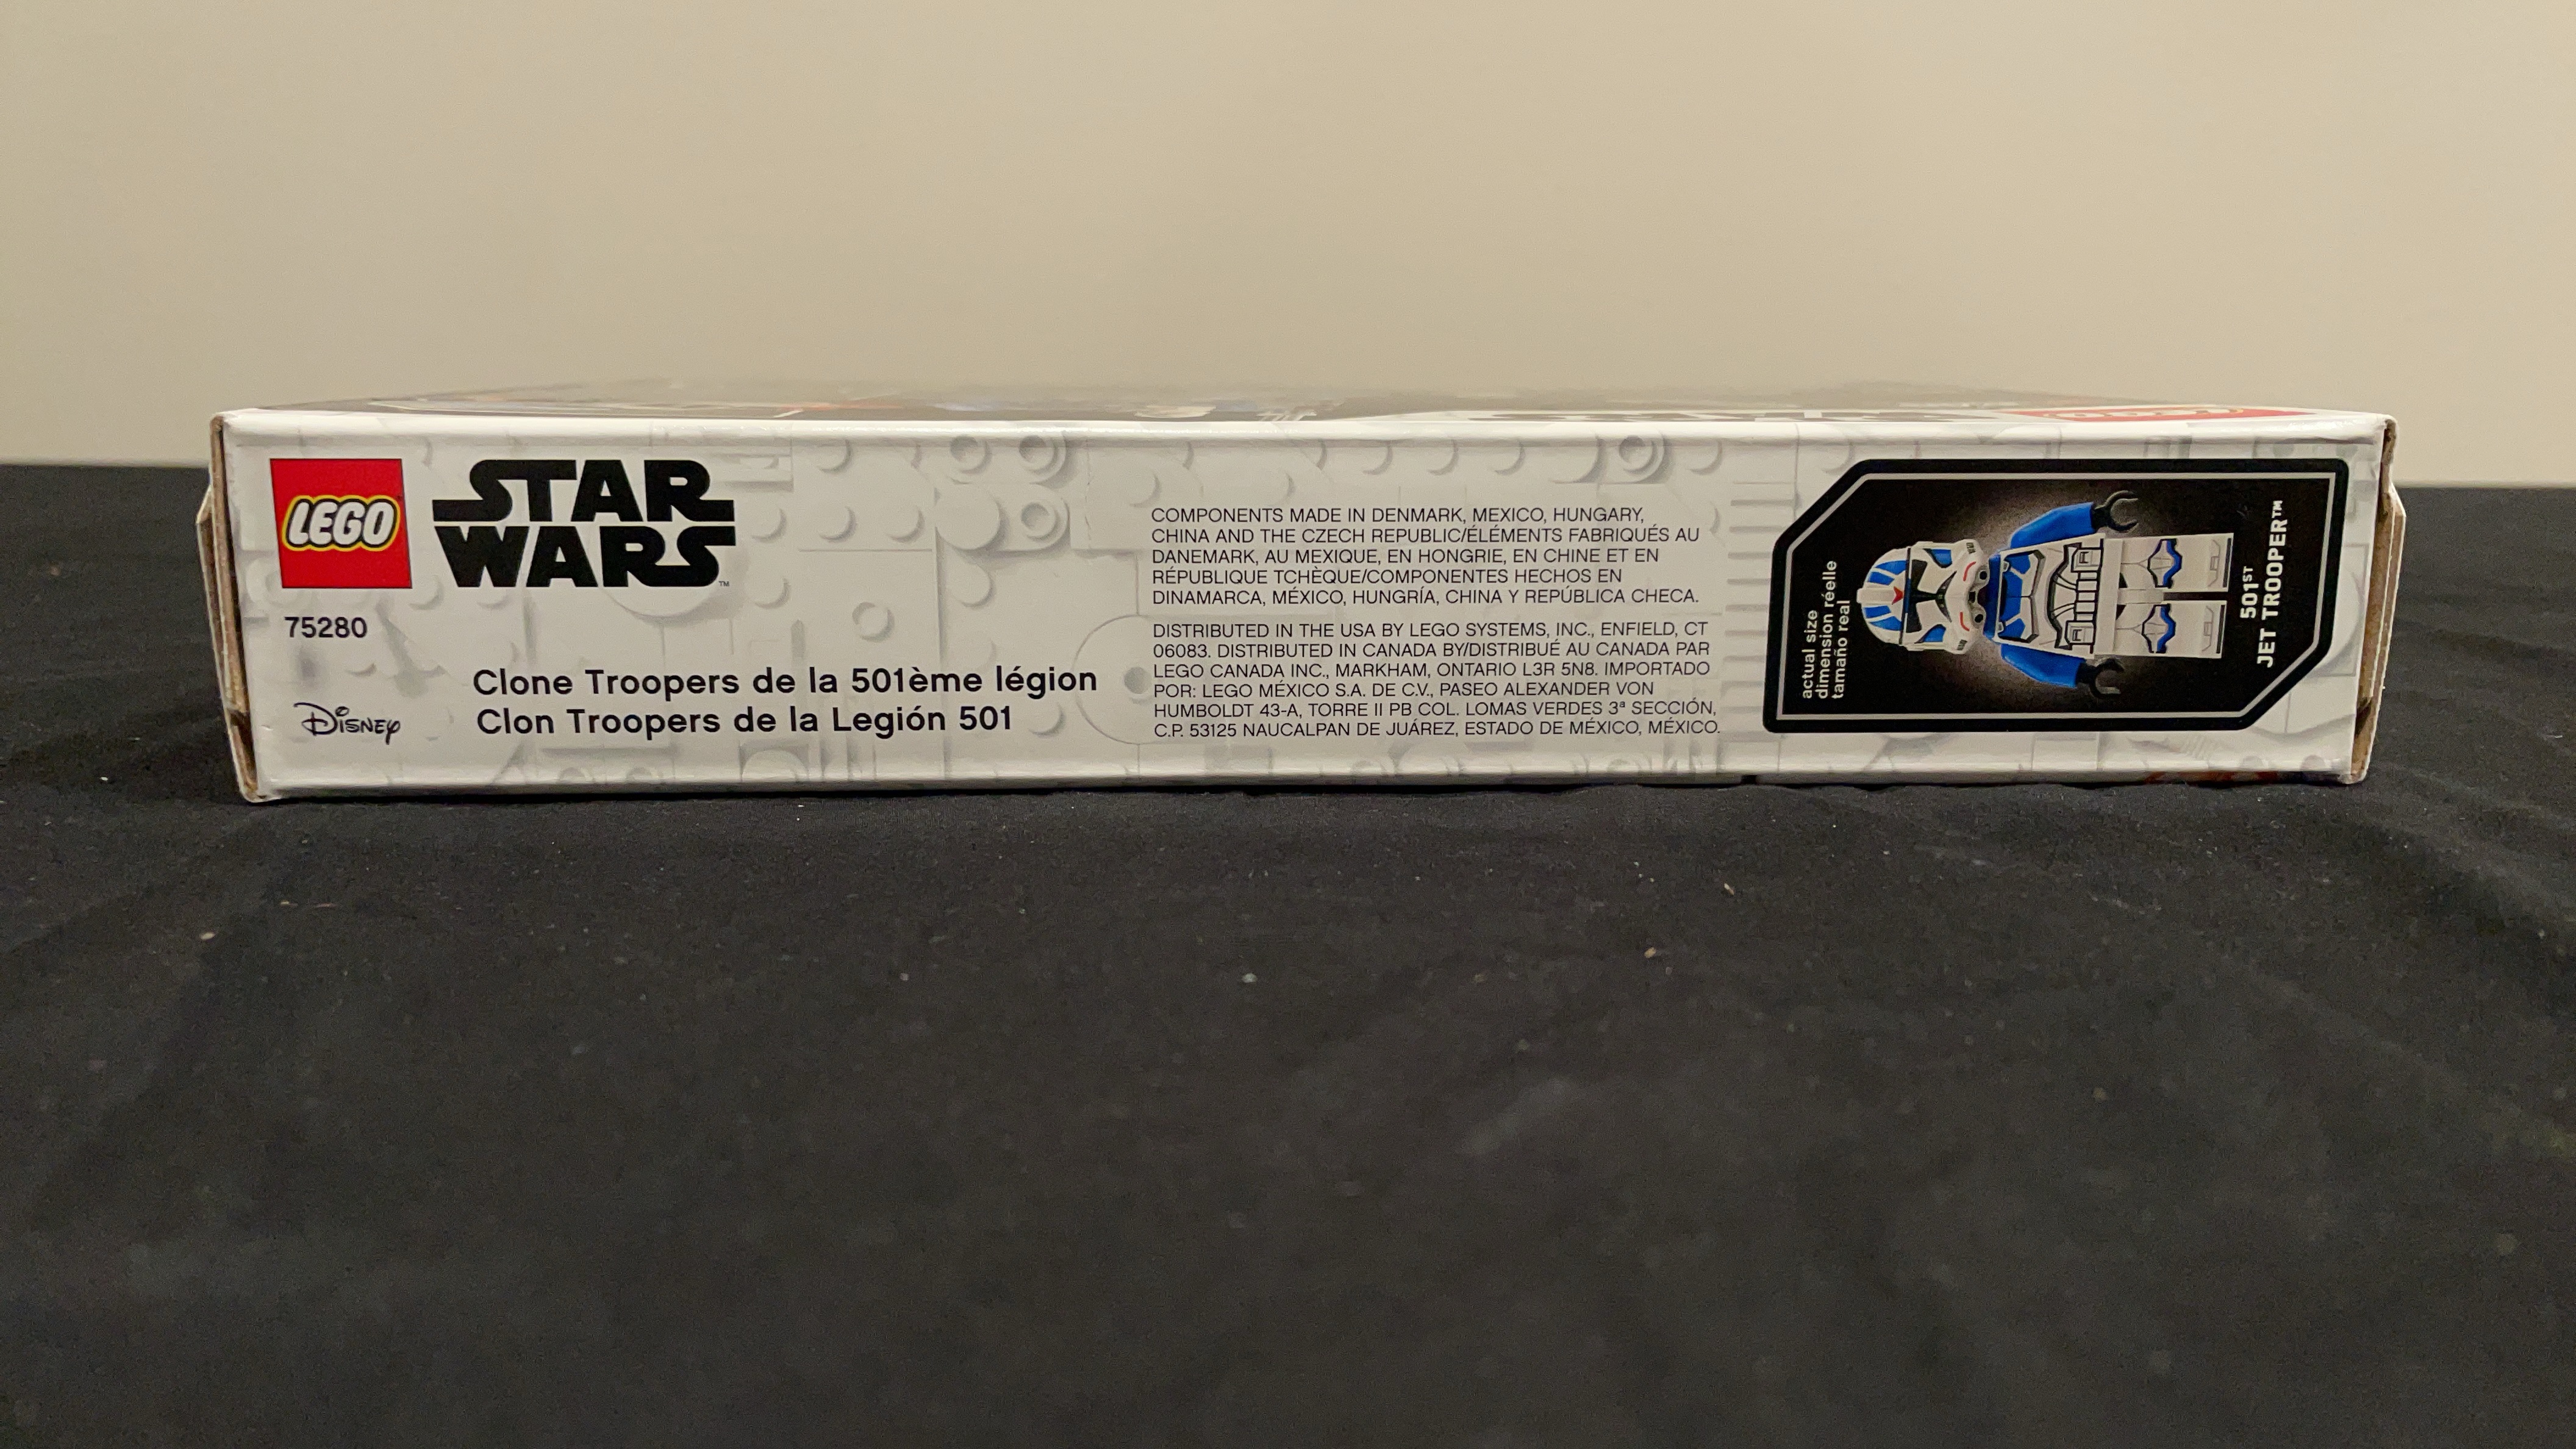 LEGO
STAR
WARS™
75280
Disney
Clone Troopers de la 501ème légion
Clon Troopers de la Legión 501
COMPONENTS MADE IN DENMARK, MEXICO, HUNGARY,
CHINA AND THE CZECH REPUBLIC/ÉLÉMENTS FABRIQUÉS AU
DANEMARK, AU MEXIQUE, EN HONGRIE, EN CHINE ET EN
RÉPUBLIQUE TCHÈQUE/COMPONENTES HECHOS EN
DINAMARCA, MÉXICO, HUNGRÍA, CHINA Y REPÚBLICA CHECA.
DISTRIBUTED IN THE USA BY LEGO SYSTEMS, INC., ENFIELD, CT
06083. DISTRIBUTED IN CANADA BY/DISTRIBUÉ AU CANADA PAR
LEGO CANADA INC., MARKHAM, ONTARIO L3R 5N8. IMPORTADO
POR: LEGO MÉXICO S.A. DE C.V., PASEO ALEXANDER VON
HUMBOLDT 43-A, TORRE II PB COL. LOMAS VERDES 3ª SECCIÓN,
C.P. 53125 NAUCALPAN DE JUÁREZ, ESTADO DE MÉXICO, MÉXICO.
actual size
dimension réelle
tamaño real
501ST
JET TROOPER™